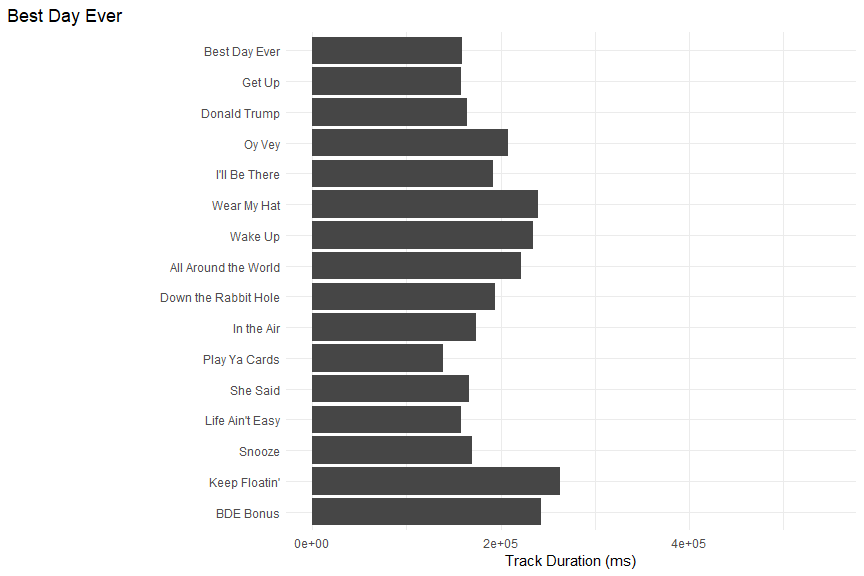 Best Day Ever
Best Day Ever
Get Up
Donald Trump
Oy Vey
I'll Be There
Wear My Hat
Wake Up
All Around the World
Down the Rabbit Hole
In the Air
Play Ya Cards
She Said
Life Ain't Easy
Snooze
Keep Floatin'
BDE Bonus
0e+00 2e+05 4e+05
Track Duration (ms)